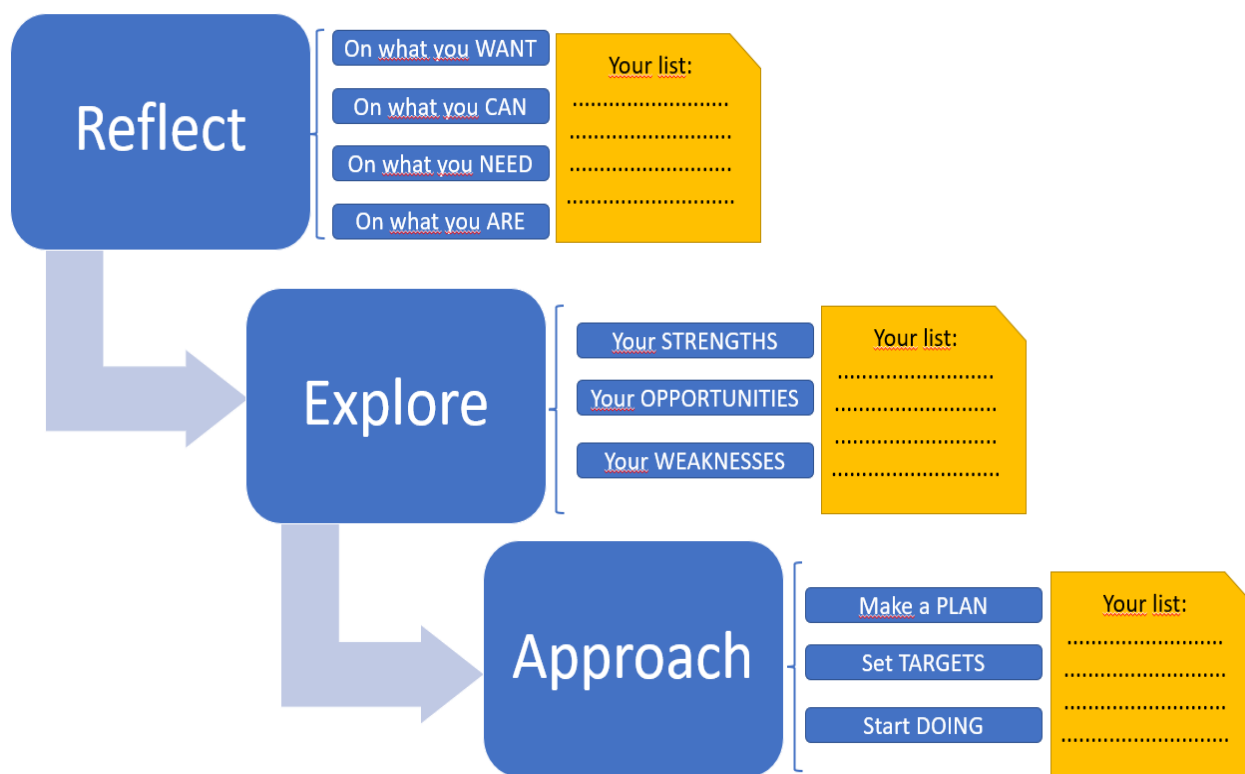 Reflect
On what you WANT
On what you CAN
On what you NEED
On what you ARE
Your list:
............................
.............................
.............................
..............................
Explore
Your STRENGTHS
Your OPPORTUNITIES
Your WEAKNESSES
Your list:
............................
.............................
.............................
..............................
Approach
Make a PLAN
Set TARGETS
Start DOING
Your list:
............................
.............................
.............................
..............................